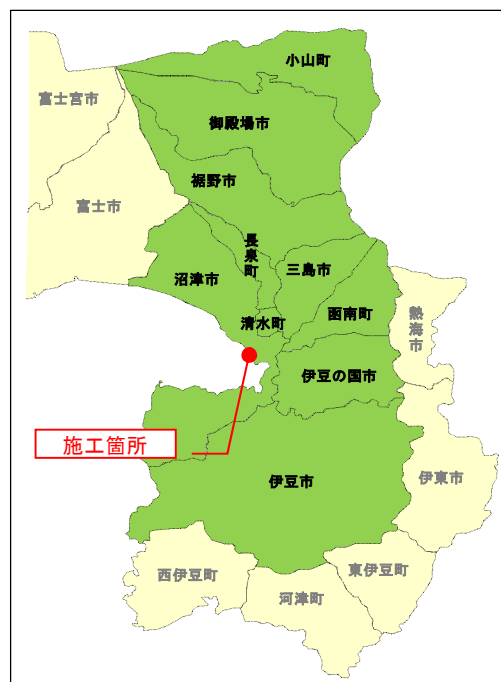 小山町
富士宮市
御殿場市
裾野市
富士市
長泉町
三島市
沼津市
函南町
清水町
熱海市
伊豆の国市
施工箇所
伊豆市
伊東市
東伊豆町
西伊豆町
河津町